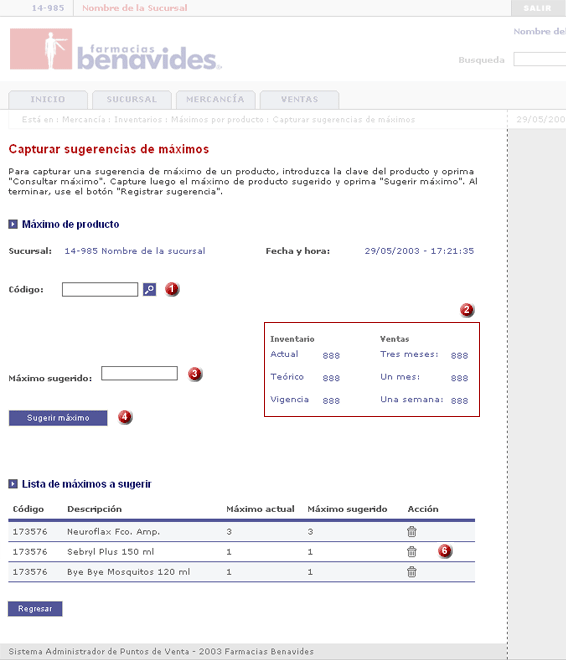 14-985 Nombre de la Sucursal SALIR
Nombre del
farmacias
benavides
Busqueda
INICIO SUCURSAL MERCANCÍA VENTAS
Está en : Mercancía : Inventarios : Máximos por producto : Capturar sugerencias de máximos 29/05/200
Capturar sugerencias de máximos
Para capturar una sugerencia de máximo de un producto, introduzca la clave del producto y oprima
"Consultar máximo". Capture luego el máximo de producto sugerido y oprima "Sugerir máximo". Al
terminar, use el botón "Registrar sugerencia".
Máximo de producto
Sucursal: 14-985 Nombre de la sucursal Fecha y hora: 29/05/2003 - 17:21:35
Código: 1
2
Inventario Ventas
Actual 888 Tres meses: 888
Teórico 888 Un mes: 888
Vigencia 888 Una semana: 888
Máximo sugerido: 3
Sugerir máximo 4
Lista de máximos a sugerir
Código Descripción Máximo actual Máximo sugerido Acción
173576 Neuroflax Fco. Amp. 3 3
173576 Sebryl Plus 150 ml 1 1 6
173576 Bye Bye Mosquitos 120 ml 1 1
Regresar
Sistema Administrador de Puntos de Venta - 2003 Farmacias Benavides